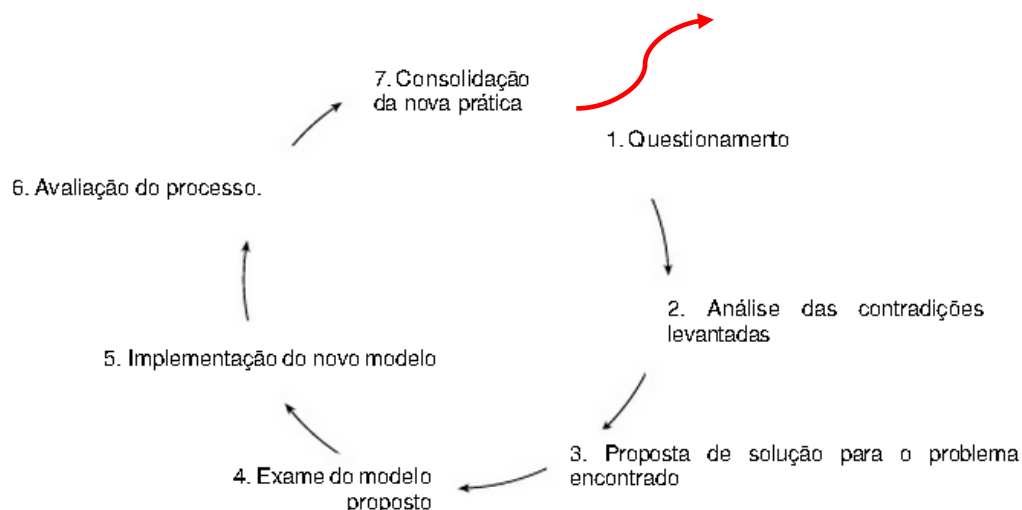 7. Consolidação
da nova prática
1. Questionamento
6. Avaliação do processo.
2. Análise das contradições
levantadas
5. Implementação do novo modelo
3. Proposta de solução para o problema
encontrado
4. Exame do modelo
proposto